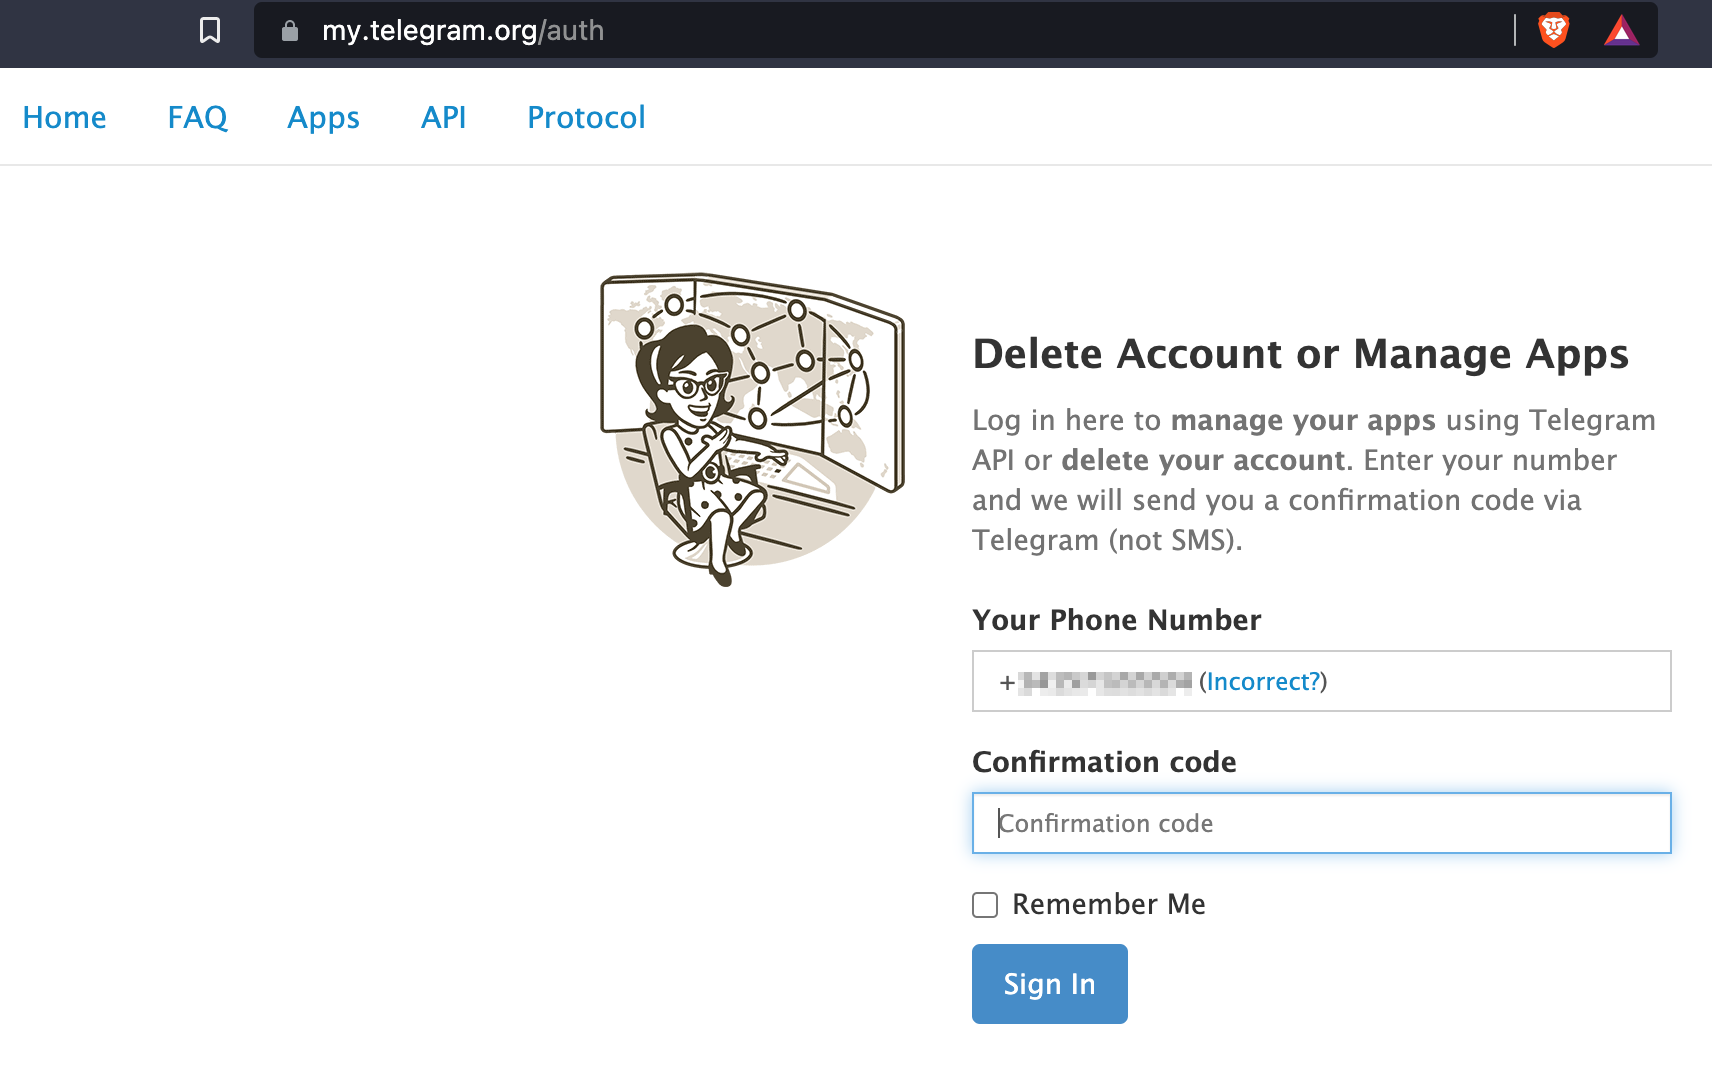 my.telegram.org/auth
Home FAQ Apps API Protocol
Delete Account or Manage Apps
Log in here to manage your apps using Telegram
API or delete your account. Enter your number
and we will send you a confirmation code via
Telegram (not SMS).
Your Phone Number
+ (Incorrect?)
Confirmation code
Confirmation code
Remember Me
Sign In